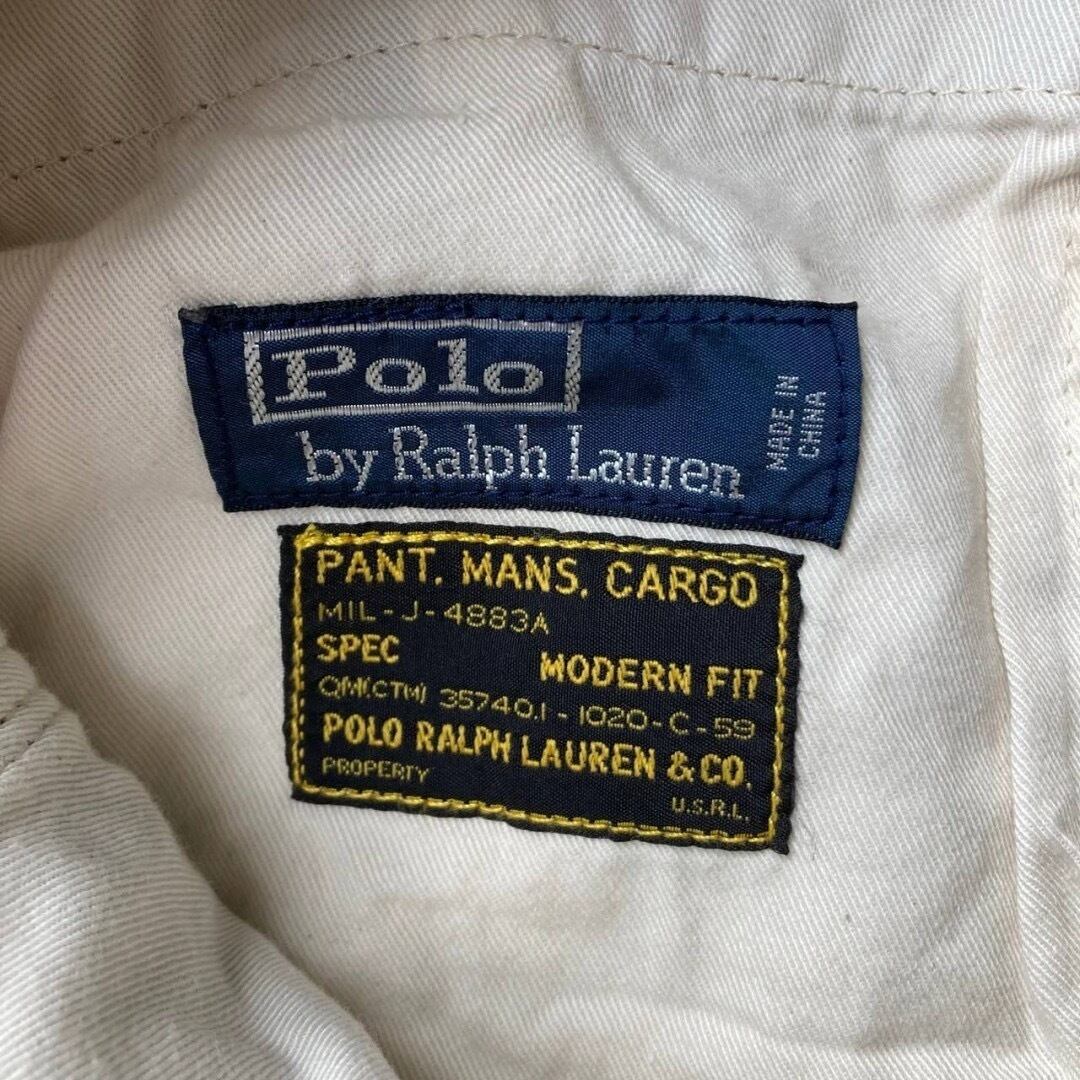 Polo
by Ralph Lauren
MADE IN
CHINA
PANT. MANS. CARGO
MIL-J-4883A
SPEC
MODERN FIT
QM(CTM) 35740.1-1020-C-59
POLO RALPH LAUREN & CO.
PROPERTY
U.S.R.L.